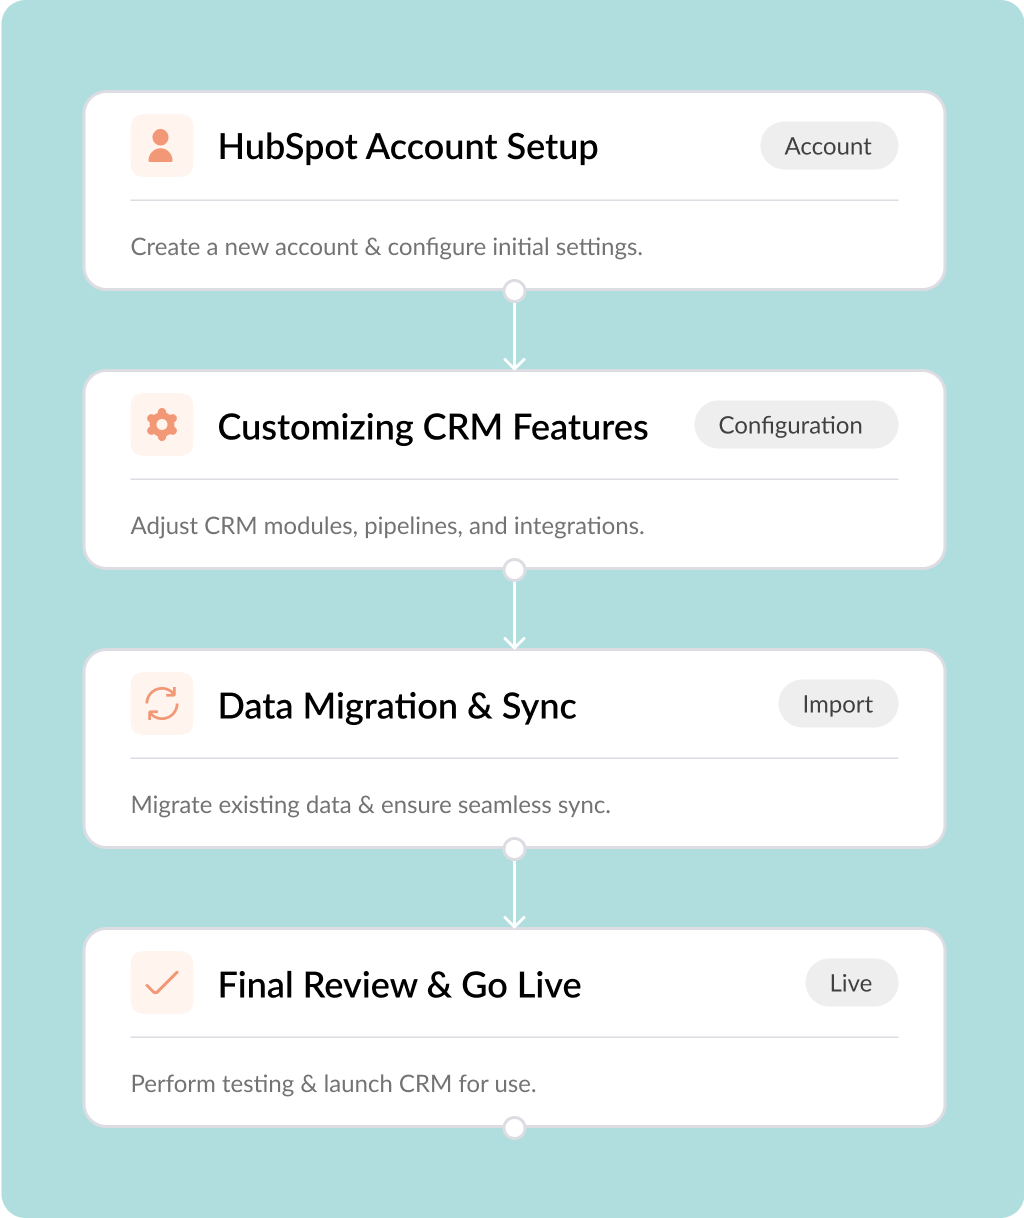 HubSpot Account Setup
Account
Create a new account & configure initial settings.
Customizing CRM Features
Configuration
Adjust CRM modules, pipelines, and integrations.
Data Migration & Sync
Import
Migrate existing data & ensure seamless sync.
Final Review & Go Live
Live
Perform testing & launch CRM for use.